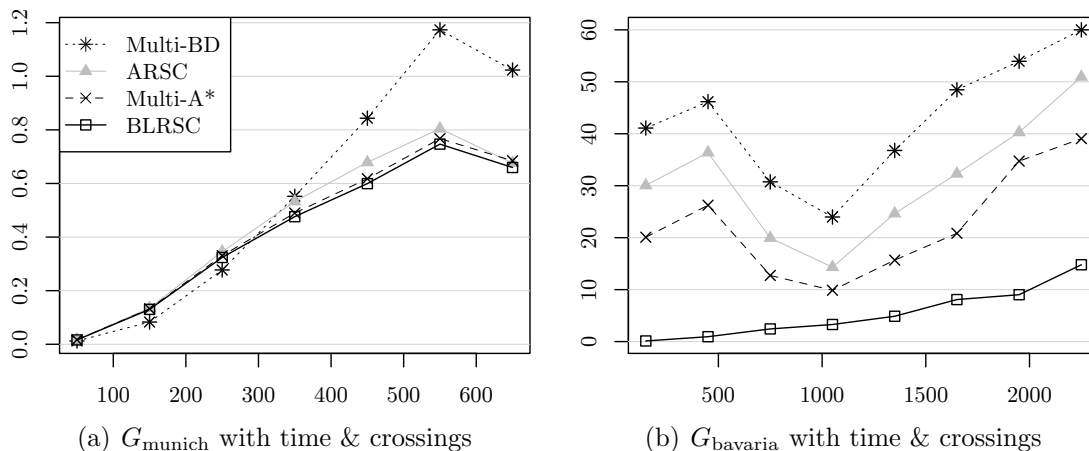 0.0 0.2 0.4 0.6 0.8 1.0 1.2
Multi-BD
ARSC
Multi-A*
BLRSC
100 200 300 400 500 600
(a) G_munich with time & crossings
0 10 20 30 40 50 60
500 1000 1500 2000
(b) G_bavaria with time & crossings